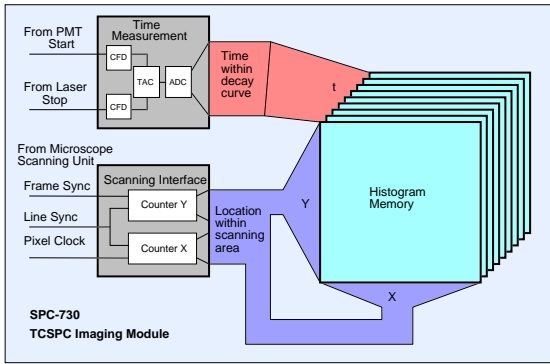 From PMT
Start
Time
Measurement
CFD
TAC
ADC
From Laser
Stop
CFD
Time
within
decay
curve
t
From Microscope
Scanning Unit
Scanning Interface
Frame Sync
Counter Y
Line Sync
Pixel Clock
Counter X
Location
within
scanning
area
Y
Histogram
Memory
X
SPC-730
TCSPC Imaging Module